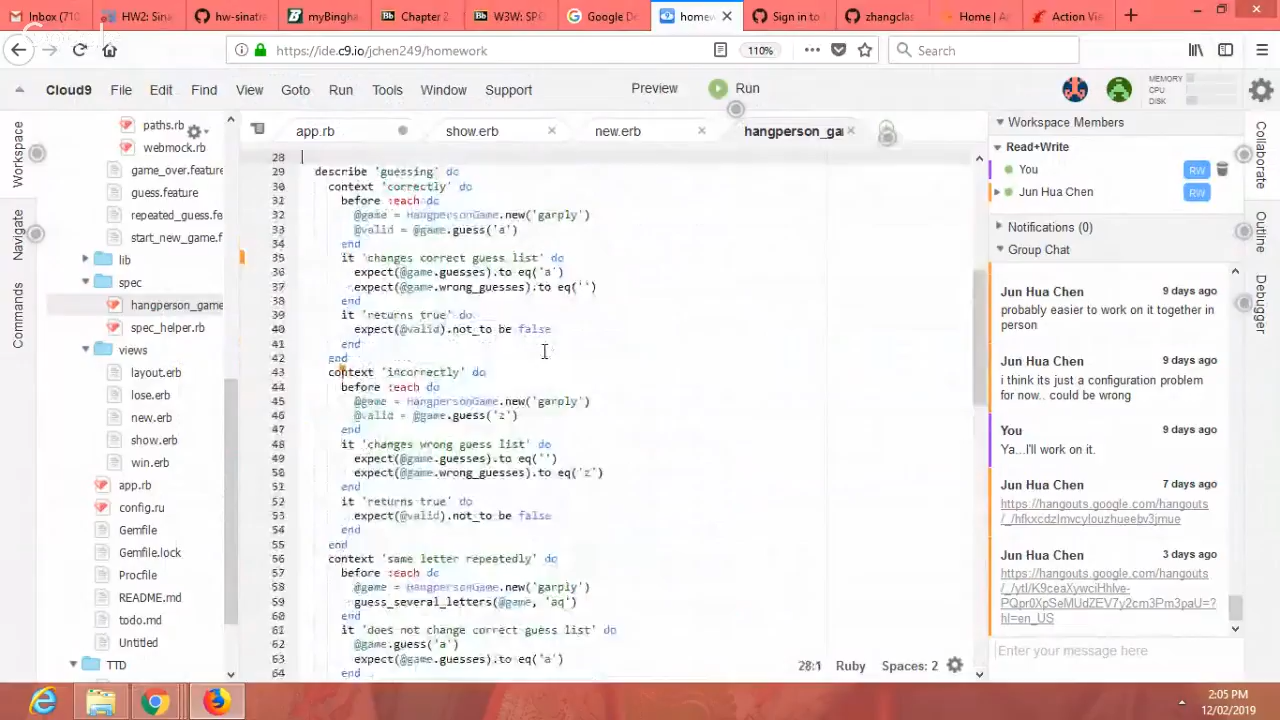 Inbox (710
HW2: Sina
hw-sinatr
myBingha
Chapter 2
W3W: SPE
Google Do
homew
Sign in to
zhangclas
Home | A
Action Vie
https://ide.c9.io/jchen249/homework
110%
Search
Cloud9 File Edit Find View Goto Run Tools Window Support Preview Run
MEMORY
CPU
DISK
app.rb
show.erb
new.erb
hangperson_ga
Workspace
Navigate
Commands
paths.rb
webmock.rb
game_over.feature
guess.feature
repeated_guess.fe
start_new_game.f
lib
spec
hangperson_game
spec_helper.rb
views
layout.erb
lose.erb
new.erb
show.erb
win.erb
app.rb
config.ru
Gemfile
Gemfile.lock
Procfile
README.md
todo.md
Untitled
TTD
28
29 describe 'guessing' do
30 context 'correctly' do
31 before :each do
32 @game = HangpersonGame.new('garply')
33 @valid = @game.guess('a')
34 end
35 it 'changes correct guess list' do
36 expect(@game.guesses).to eq('a')
37 expect(@game.wrong_guesses).to eq('')
38 end
39 it 'returns true' do
40 expect(@valid).not_to be false
41 end
42 end
43 context 'incorrectly' do
44 before :each do
45 @game = HangpersonGame.new('garply')
46 @valid = @game.guess('z')
47 end
48 it 'changes wrong guess list' do
49 expect(@game.guesses).to eq('')
50 expect(@game.wrong_guesses).to eq('z')
51 end
52 it 'returns true' do
53 expect(@valid).not_to be false
54 end
55 end
56 context 'same letter repeatedly' do
57 before :each do
58 @game = HangpersonGame.new('garply')
59 guess_several_letters(@game, 'aq')
60 end
61 it 'does not change correct guess list' do
62 @game.guess('a')
63 expect(@game.guesses).to eq('a')
64 end
28:1 Ruby Spaces: 2
Workspace Members
Read+Write
You RW
Jun Hua Chen RW
Notifications (0)
Group Chat
Jun Hua Chen 9 days ago
probably easier to work on it together in
person
Jun Hua Chen 9 days ago
i think its just a configuration problem
for now.. could be wrong
You 9 days ago
Ya...I'll work on it.
Jun Hua Chen 7 days ago
https://hangouts.google.com/hangouts
/_/hfkxcdzlmvcylouzhueebv3jmue
Jun Hua Chen 3 days ago
https://hangouts.google.com/hangouts
/_/ytl/K9ceaXywciHhlve-
PQpr0XpSeMUdZEV7y2cm3Pm3paU=?
hl=en_US
Enter your message here
Collaborate
Outline
Debugger
2:05 PM
12/02/2019